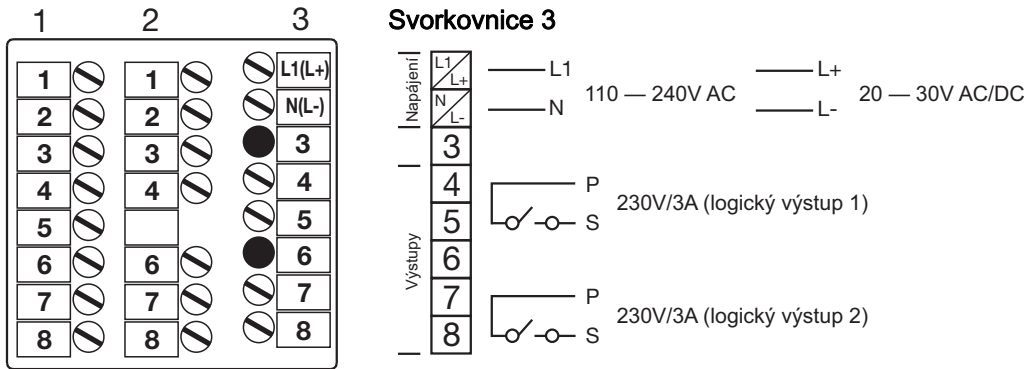 1 2 3
1 1 L1(L+)
2 2 N(L-)
3 3 3
4 4 4
5 5
6 6 6
7 7 7
8 8 8
Svorkovnice 3
Napájení
L1/L+
N/L-
3
L1
N
110 — 240V AC
L+
L-
20 — 30V AC/DC
Výstupy
4
5
6
7
8
P
S
230V/3A (logický výstup 1)
P
S
230V/3A (logický výstup 2)